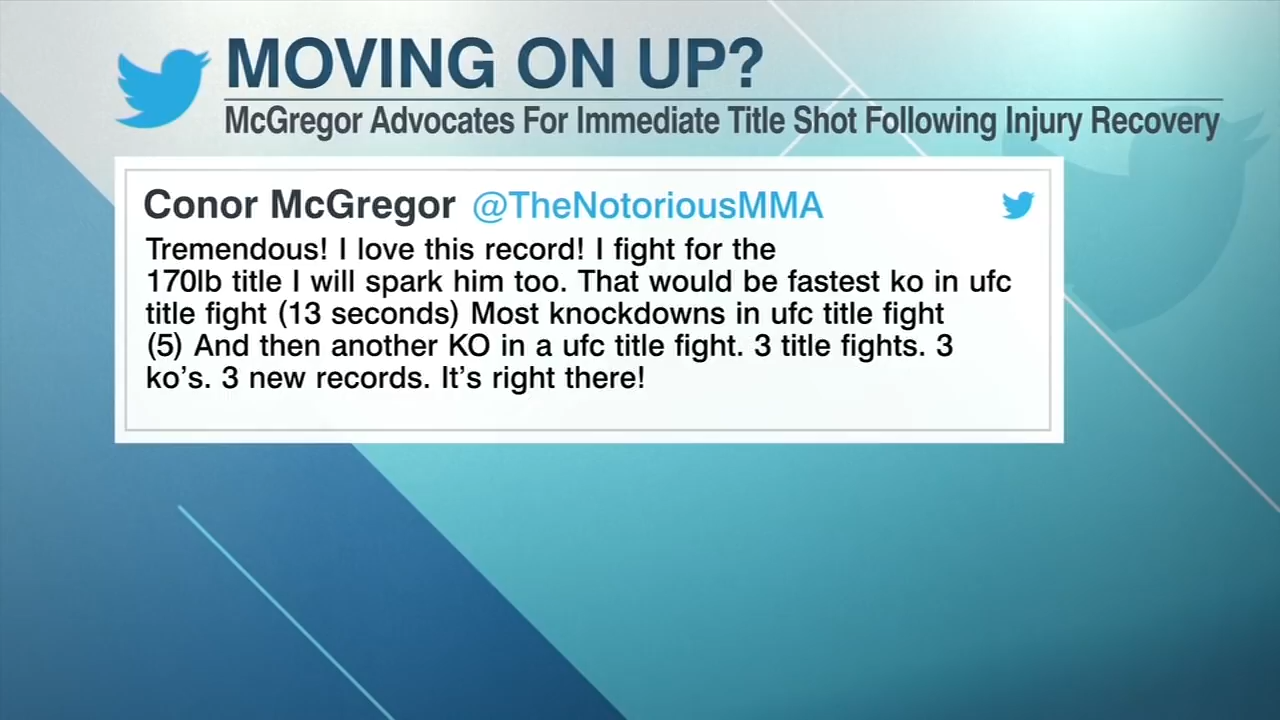 MOVING ON UP?
McGregor Advocates For Immediate Title Shot Following Injury Recovery
Conor McGregor @TheNotoriousMMA
Tremendous! I love this record! I fight for the
170lb title I will spark him too. That would be fastest ko in ufc
title fight (13 seconds) Most knockdowns in ufc title fight
(5) And then another KO in a ufc title fight. 3 title fights. 3
ko’s. 3 new records. It’s right there!